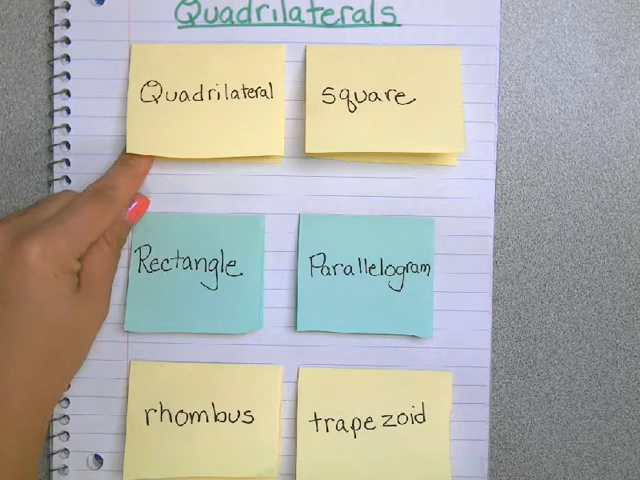 Quadrilaterals
Quadrilateral
square
Rectangle
Parallelogram
rhombus
trapezoid